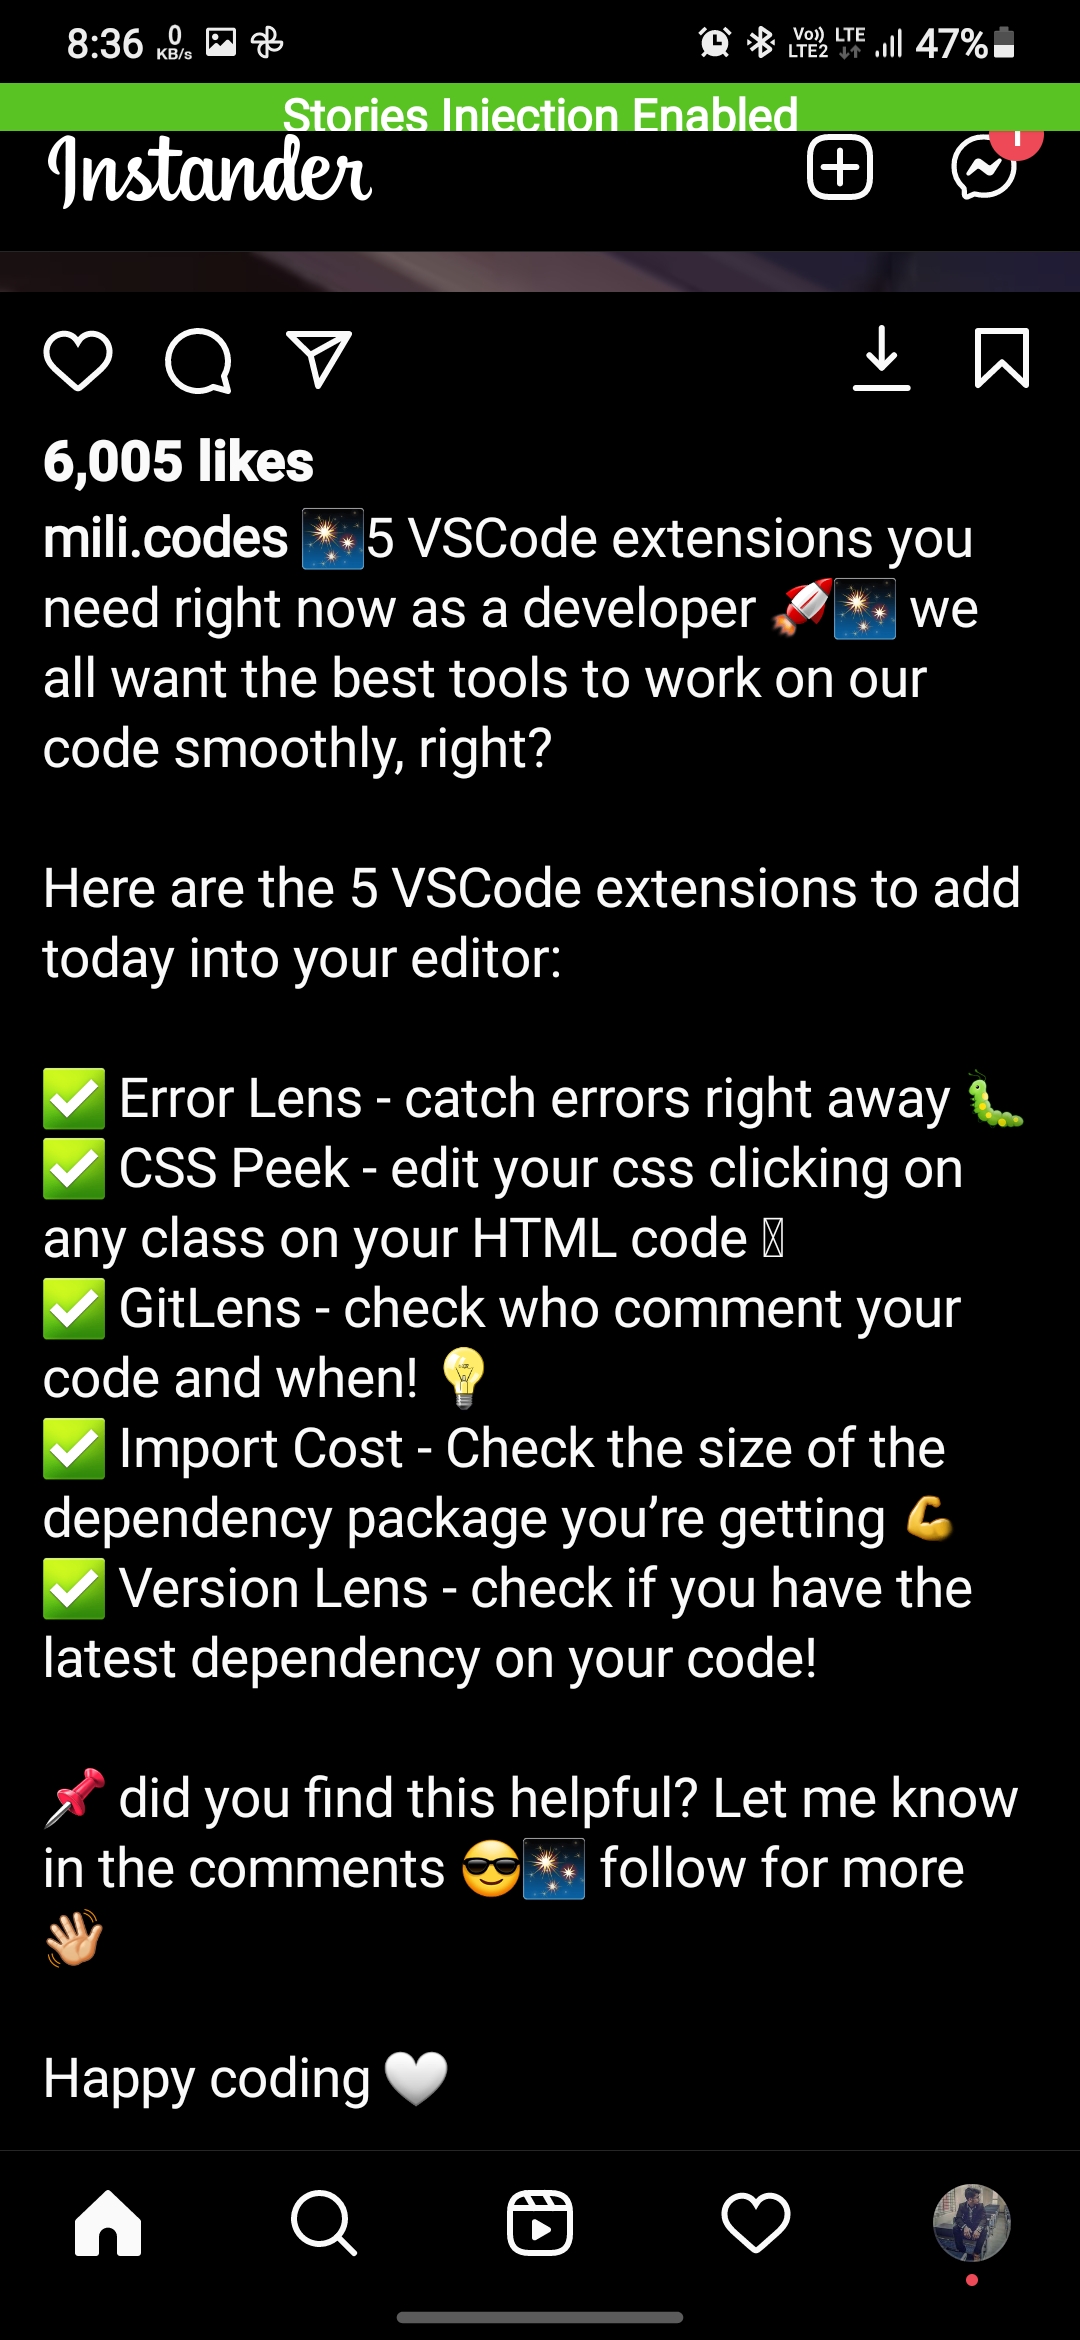 8:36 0 KB/s Vo)) LTE2 LTE 47%
Stories Injection Enabled
Instander
6,005 likes
mili.codes 🎇5 VSCode extensions you
need right now as a developer 🚀🎇 we
all want the best tools to work on our
code smoothly, right?
Here are the 5 VSCode extensions to add
today into your editor:
✅ Error Lens - catch errors right away 🐛
✅ CSS Peek - edit your css clicking on
any class on your HTML code
✅ GitLens - check who comment your
code and when! 💡
✅ Import Cost - Check the size of the
dependency package you’re getting 💪
✅ Version Lens - check if you have the
latest dependency on your code!
📌 did you find this helpful? Let me know
in the comments 😎🎇 follow for more
👋🏼
Happy coding 🤍